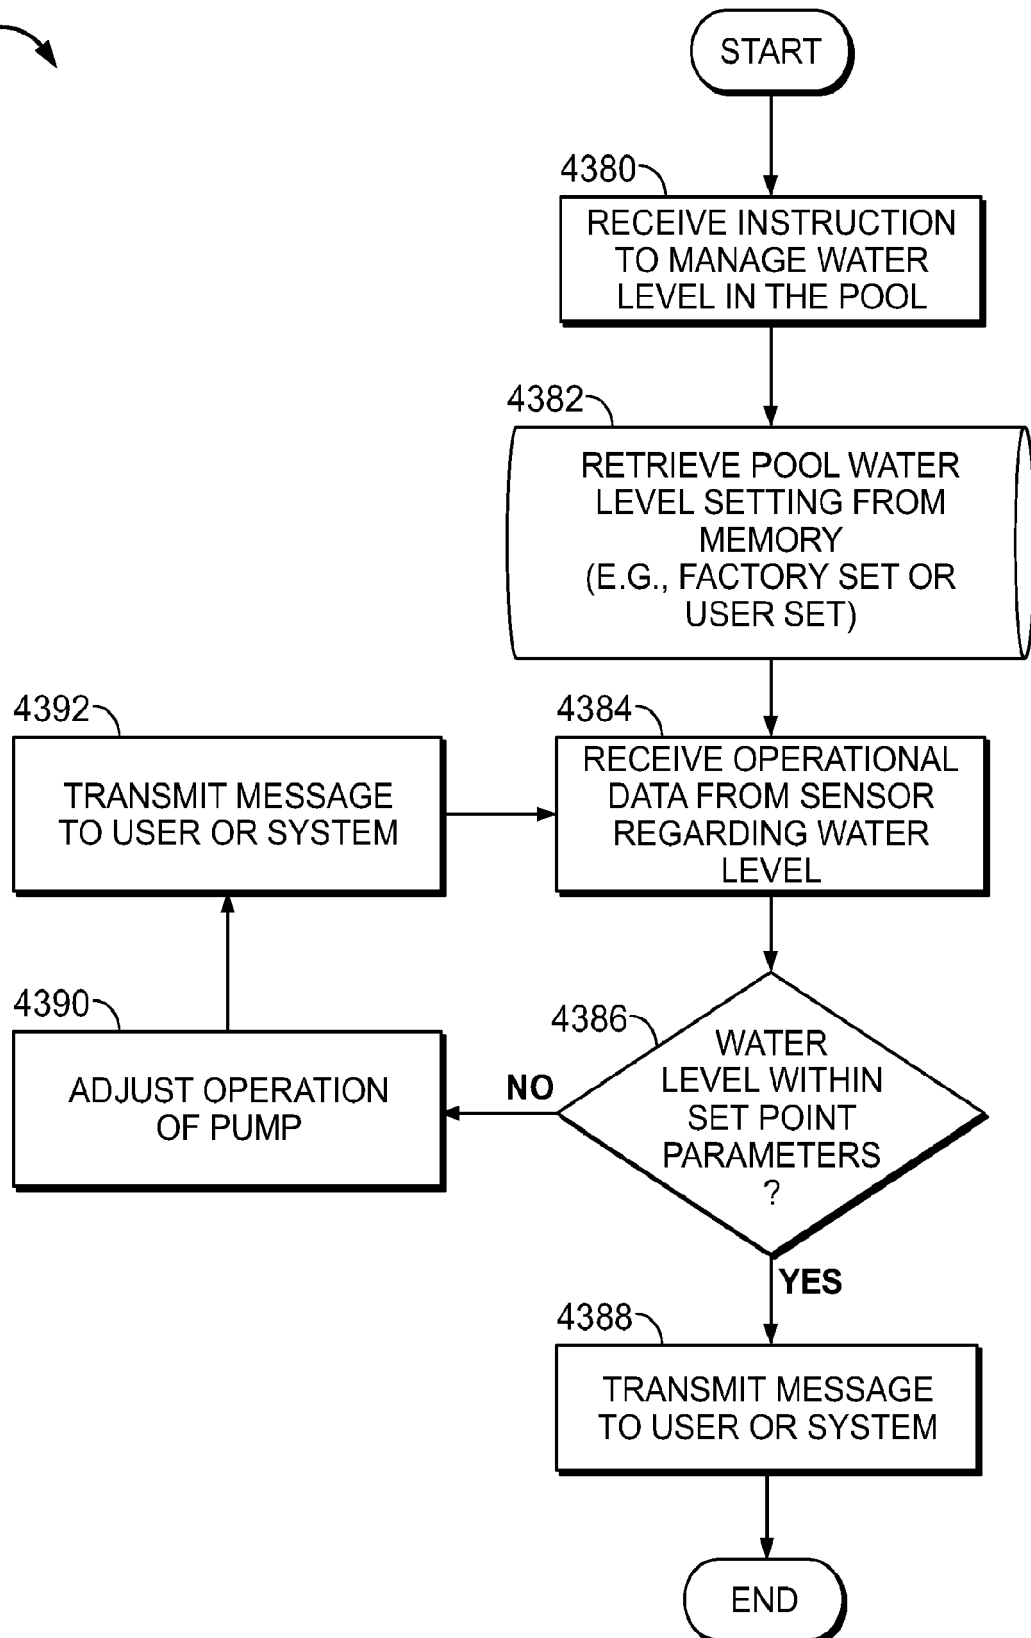 START
4380
RECEIVE INSTRUCTION
TO MANAGE WATER
LEVEL IN THE POOL
4382
RETRIEVE POOL WATER
LEVEL SETTING FROM
MEMORY
(E.G., FACTORY SET OR
USER SET)
4392
TRANSMIT MESSAGE
TO USER OR SYSTEM
4384
RECEIVE OPERATIONAL
DATA FROM SENSOR
REGARDING WATER
LEVEL
4390
ADJUST OPERATION
OF PUMP
NO
4386
WATER
LEVEL WITHIN
SET POINT
PARAMETERS
?
YES
4388
TRANSMIT MESSAGE
TO USER OR SYSTEM
END